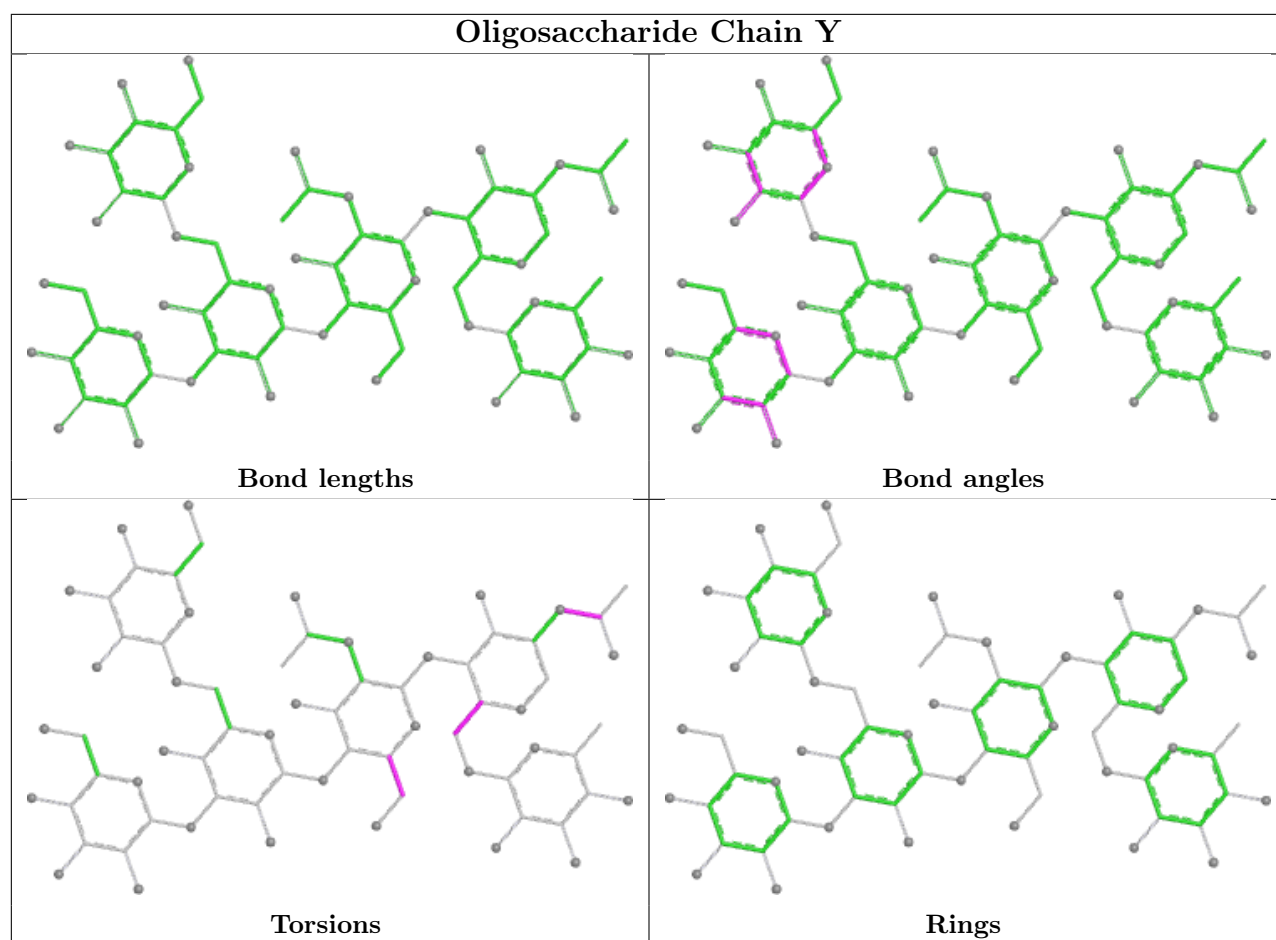 Oligosaccharide Chain Y
Bond lengths
Bond angles
Torsions
Rings